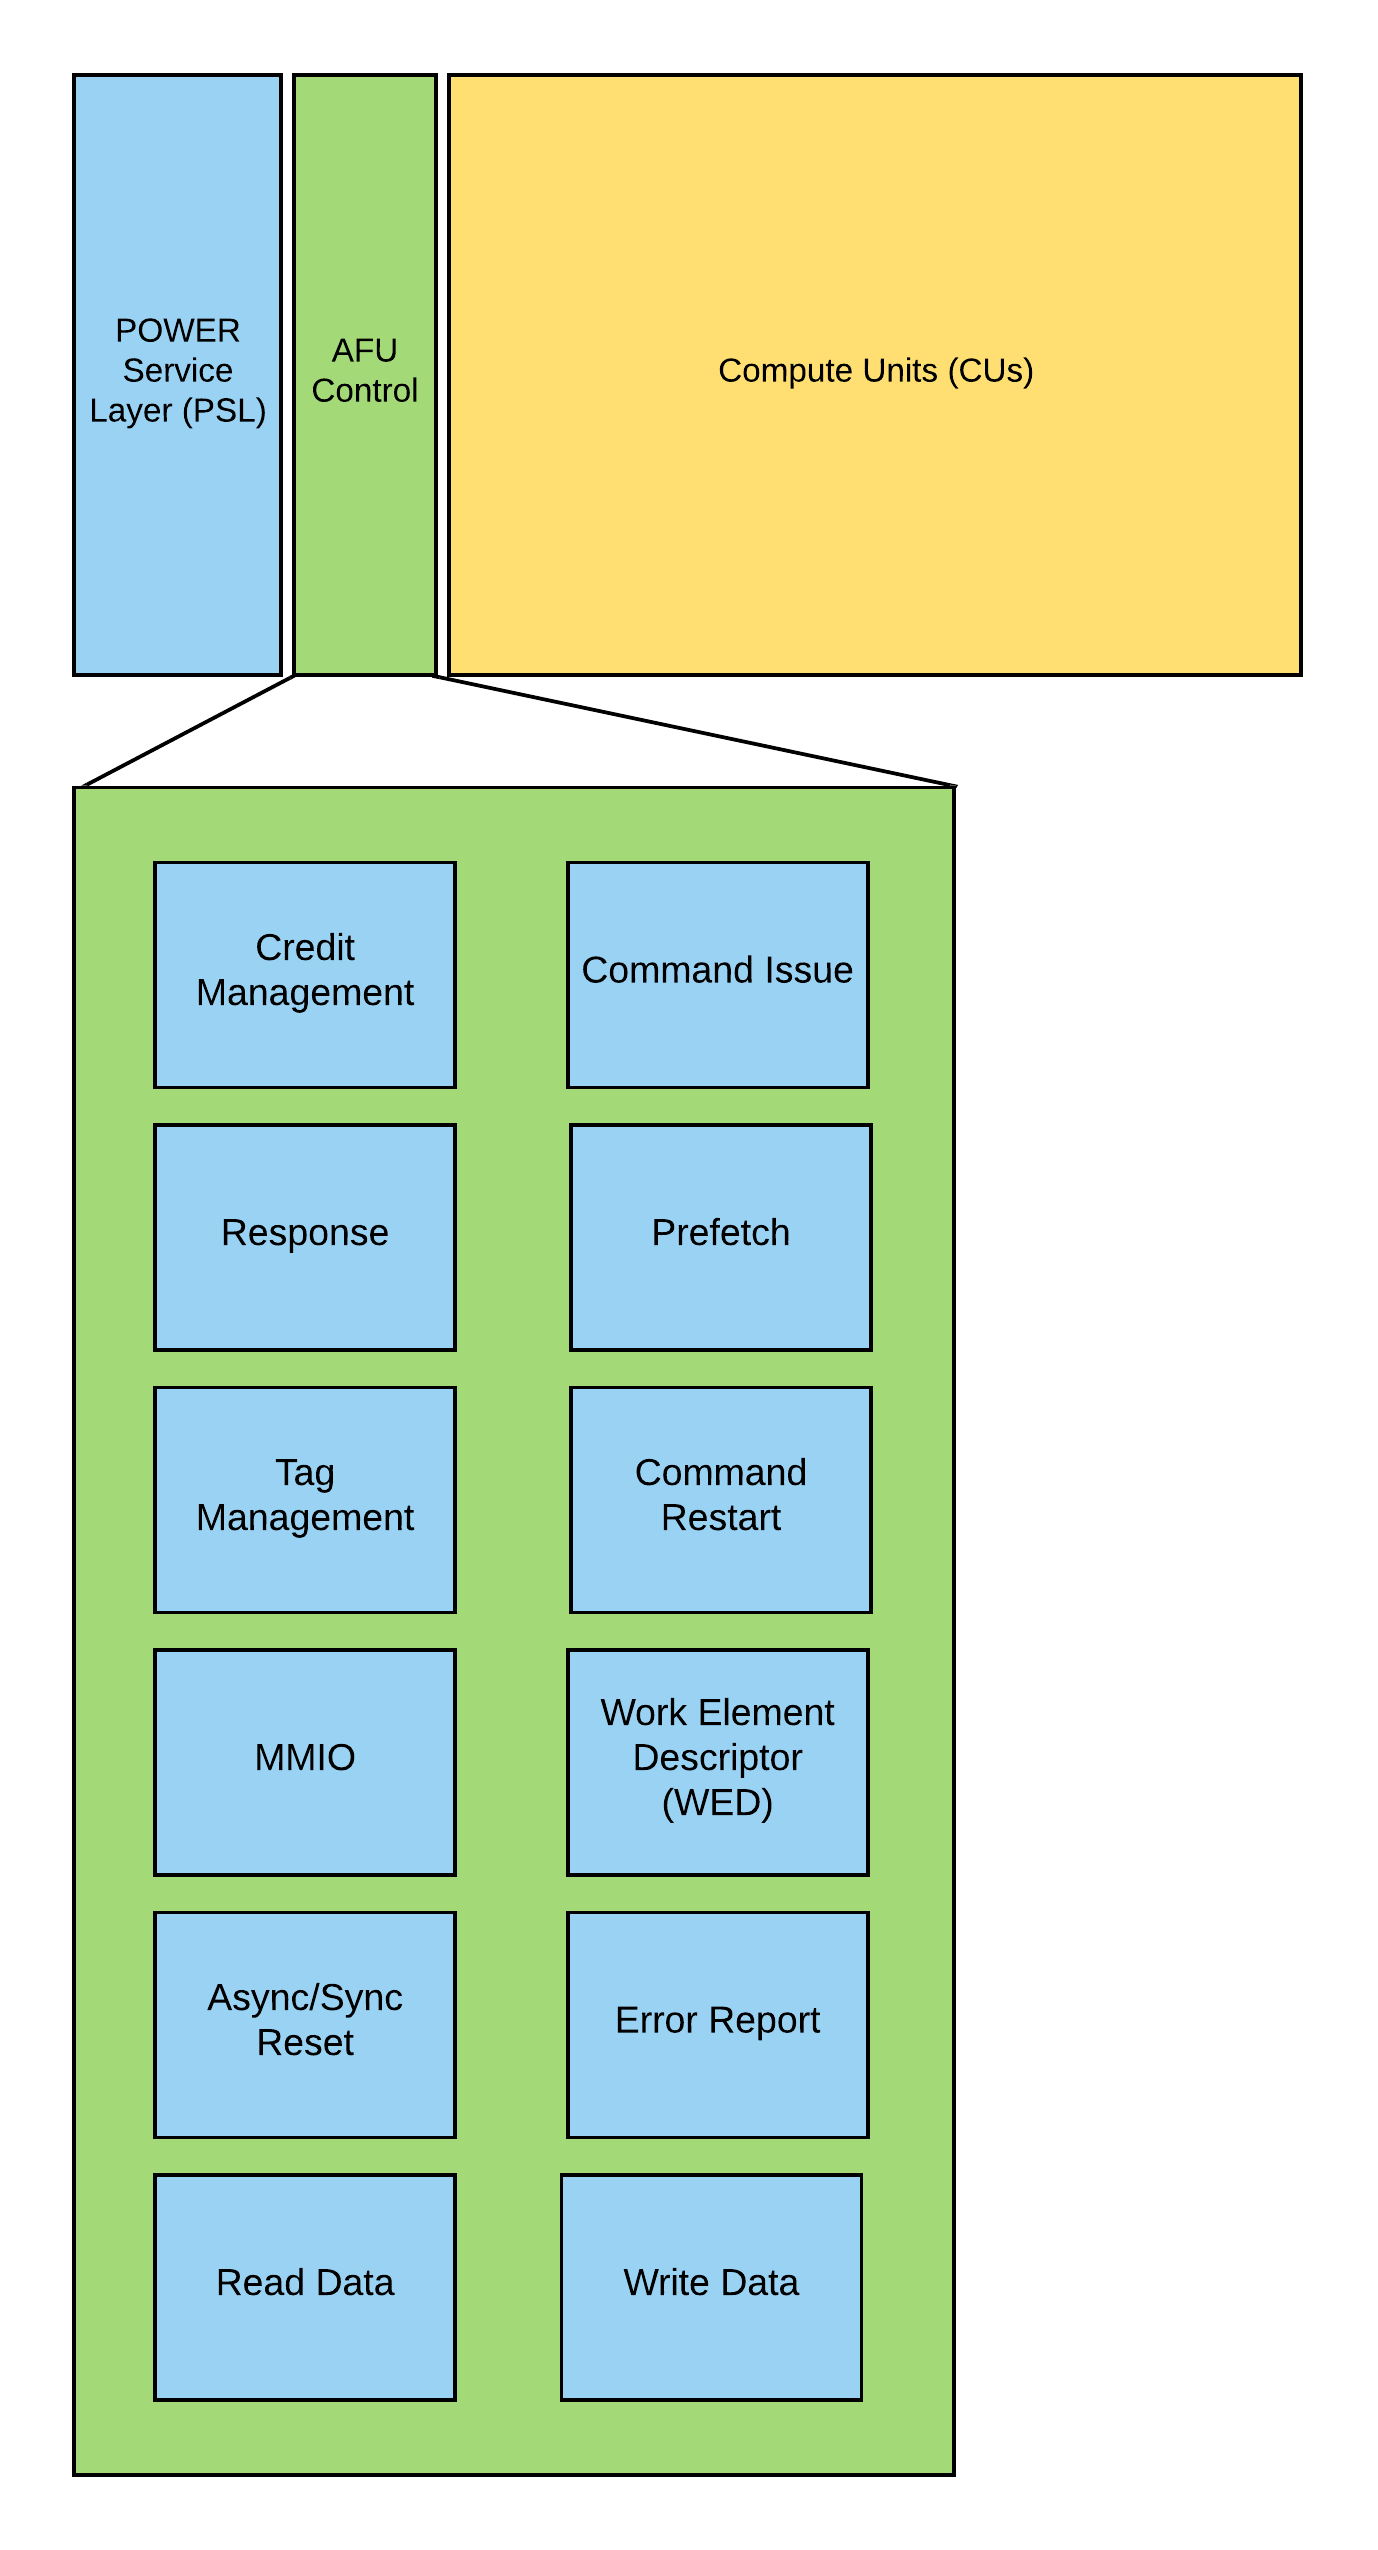 POWER
Service
Layer (PSL)
AFU
Control
Compute Units (CUs)
Credit
Management
Command Issue
Response
Prefetch
Tag
Management
Command
Restart
MMIO
Work Element
Descriptor
(WED)
Async/Sync
Reset
Error Report
Read Data
Write Data